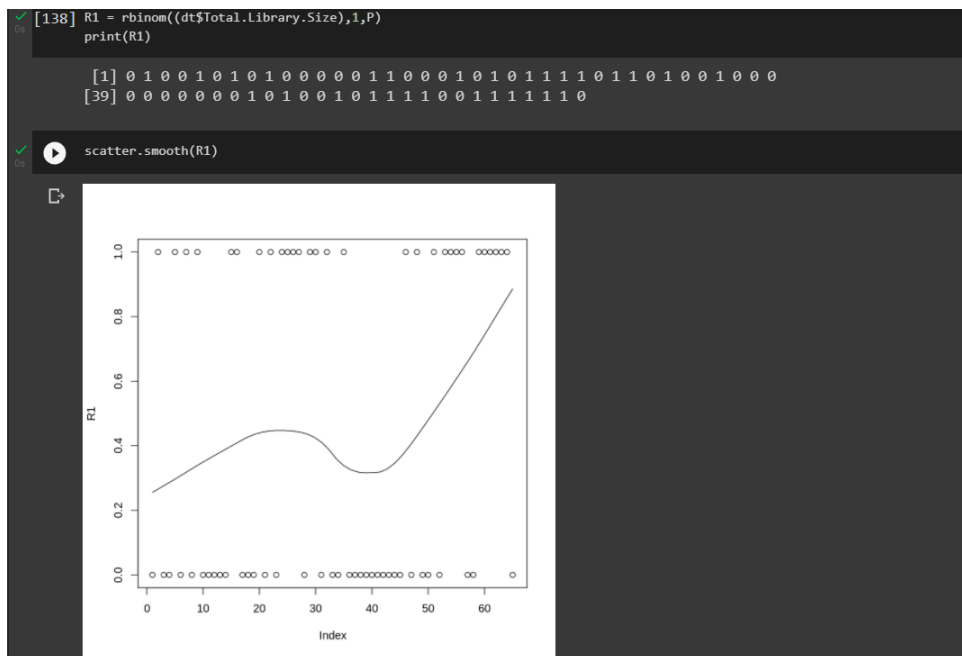 [138] R1 = rbinom((dt$Total.Library.Size),1,P)
0s
print(R1)
[1] 0 1 0 0 1 0 1 0 1 0 0 0 0 0 1 1 0 0 0 1 0 1 0 1 1 1 1 0 1 1 0 1 0 0 1 0 0 0
[39] 0 0 0 0 0 0 0 1 0 1 0 0 1 0 1 1 1 1 0 0 1 1 1 1 1 1 0
scatter.smooth(R1)
0s
1.0
0.8
0.6
0.4
0.2
0.0
R1
0 10 20 30 40 50 60
Index